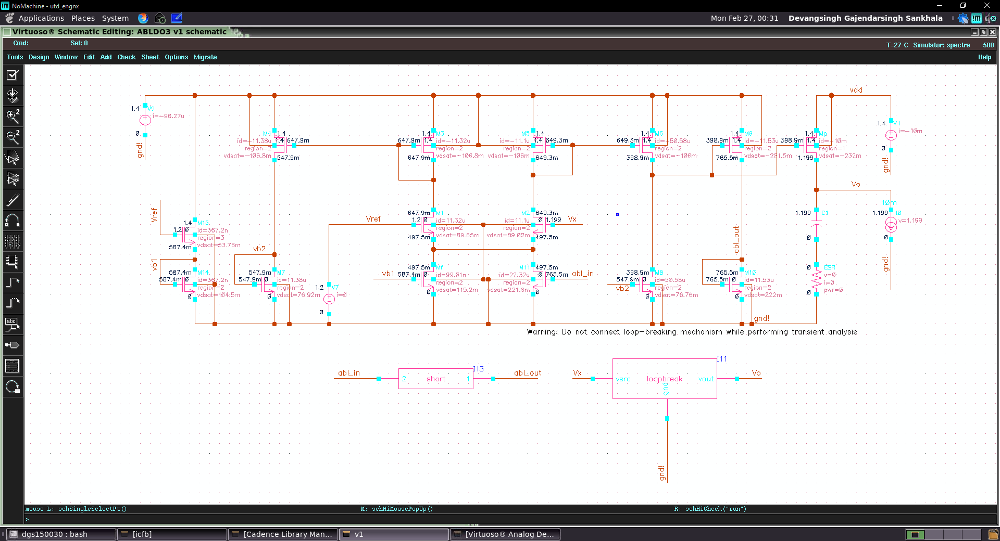 NoMachine - utd_engnx
Applications Places System Mon Feb 27, 00:31 Devangsingh Gajendarsingh Sankhala
Virtuoso® Schematic Editing: ABLDO3 v1 schematic
Cmd: Sel: 0 T=27 C Simulator: spectre 500
Tools Design Window Edit Add Check Sheet Options Migrate Help
vdd
1.4 V9
i=-96.27u
0
gnd!
M4 1.4
id=-11.38u 1.4 647.9m
region=2
vdsat=-106.8m 547.9m
M3 1.4
647.9m 1.4 id=-11.32u
region=2
647.9m vdsat=-106.8m
M5 1.4
id=-11.1u 1.4 649.3m
region=2
vdsat=-106m 649.3m
M6 1.4
649.3m 1.4 id=-50.58u
region=2
398.9m vdsat=-106m
M9 1.4
398.9m 1.4 id=-11.53u
region=2
765.5m vdsat=-281.5m
Mp 1.4
398.9m 1.4 id=-10m
region=1
1.199 vdsat=-232m
1.4 V1
i=-10m
0
gnd!
Vo
Vref
1.4 M15
1.2 0 id=367.2n
region=3
587.4m vdsat=53.76m
Vref
647.9m M1
1.2 0 id=11.32u
region=2
497.5m vdsat=89.65m
M2 649.3m
id=11.1u 0 1.199 Vx
region=2
vdsat=89.02m 497.5m
abl_out
1.199 C1
0
10m
1.199 I0
v=1.199
0
gnd!
vb1
587.4m M14
587.4m 0 id=367.2n
region=2
0 vdsat=104.5m
vb2
547.9m M7
547.9m 0 id=11.38u
region=2
0 vdsat=76.92m
1.2 V7
i=0
0
497.5m Mf
vb1 587.4m 0 id=99.01n
region=2
0 vdsat=115.2m
M11 497.5m
id=22.32u 0 765.5m abl_in
region=2
vdsat=221.6m 0
398.9m M8
547.9m 0 id=50.58u
vb2 region=2
0 vdsat=76.76m
765.5m M10
765.5m 0 id=11.53u
region=2
0 vdsat=222m
0 ESR
v=0
i=0
0 pwr=0
gnd!
Warning: Do not connect loop-breaking mechanism while performing transient analysis
I13
abl_in 2 short 1 abl_out
I11
Vx vsrc loopbreak vout Vo
gnd
gnd!
mouse L: schSingleSelectPt() M: schHiMousePopUp() R: schHiCheck("run")
>
dgs150030 : bash [icfb] [Cadence Library Man... v1 [Virtuoso® Analog De...